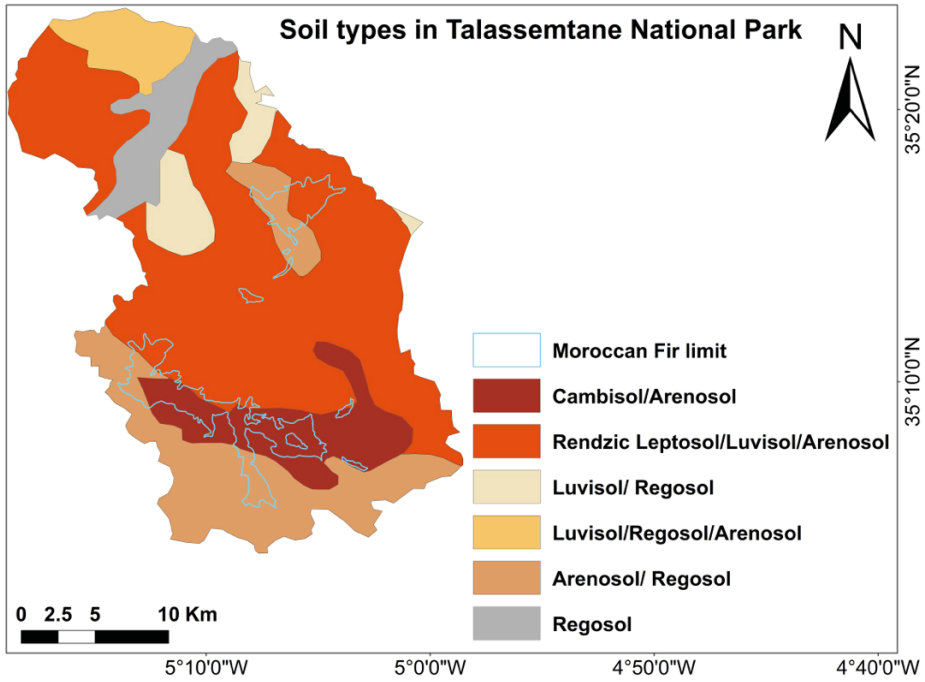 Soil types in Talassemtane National Park
N
35°20'0"N
Moroccan Fir limit
35°10'0"N
Cambisol/Arenosol
Rendzic Leptosol/Luvisol/Arenosol
Luvisol/ Regosol
Luvisol/Regosol/Arenosol
Arenosol/ Regosol
0 2.5 5 10 Km
Regosol
5°10'0"W 5°0'0"W 4°50'0"W 4°40'0"W